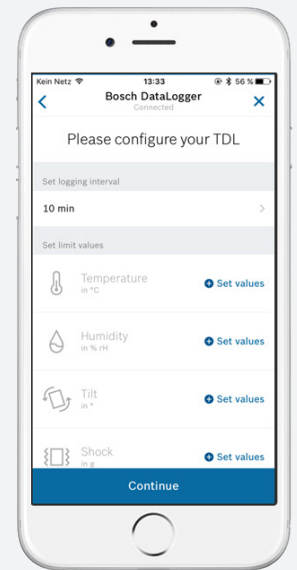 Kein Netz 13:33 56 %
Bosch DataLogger
Connected
Please configure your TDL
Set logging interval
10 min
Set limit values
Temperature
in °C
Set values
Humidity
in % rH
Set values
Tilt
in °
Set values
Shock
in g
Set values
Continue